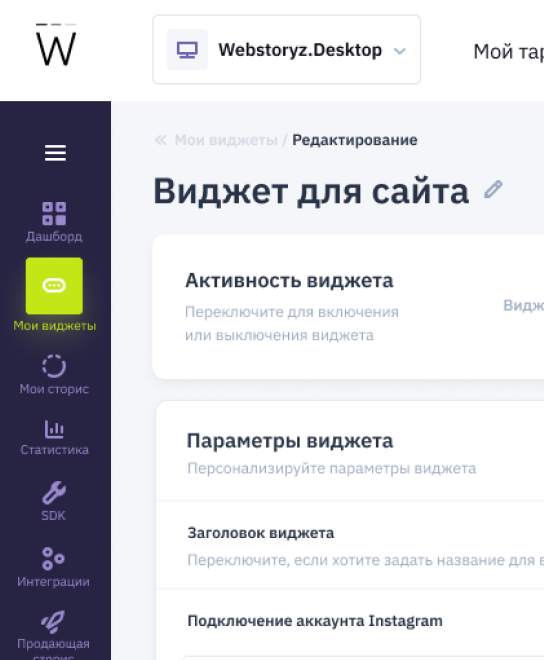 W
Webstoryz.Desktop
Мой
« Мои виджеты / Редактирование
Виджет для сайта
Дашборд
Мои виджеты
Мои сторис
Статистика
SDK
Интеграции
Продающая
сторис
Активность виджета
Переключите для включения
или выключения виджета
Параметры виджета
Персонализируйте параметры виджета
Заголовок виджета
Переключите, если хотите задать название для
Подключение аккаунта Instagram